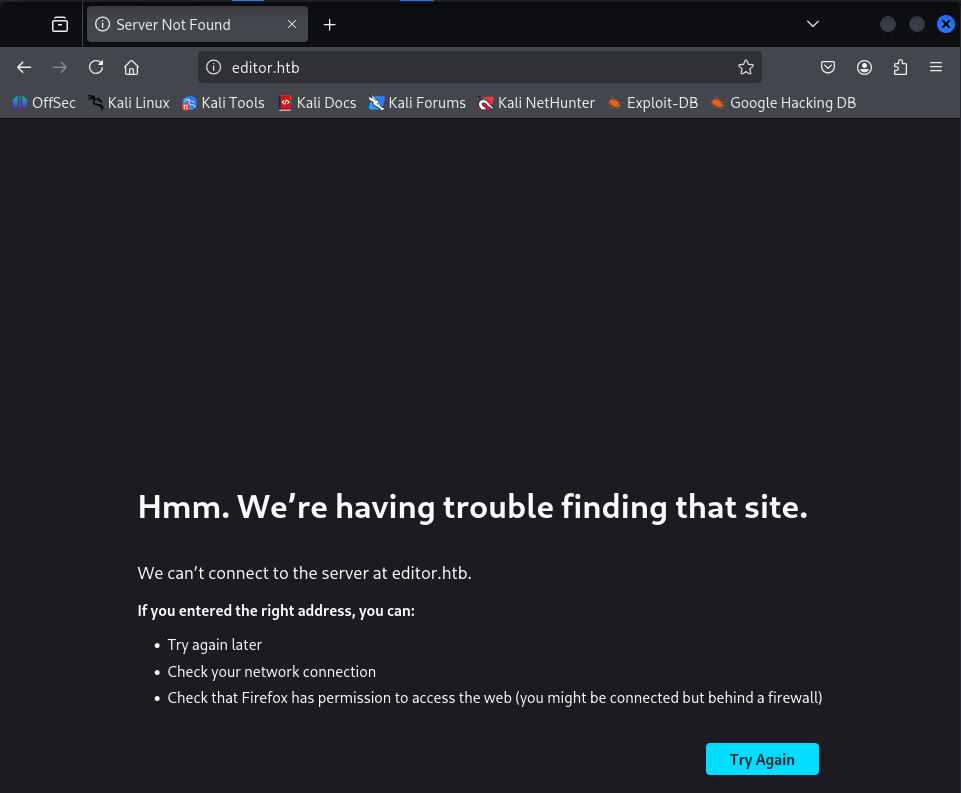 Server Not Found
editor.htb
OffSec Kali Linux Kali Tools Kali Docs Kali Forums Kali NetHunter Exploit-DB Google Hacking DB
Hmm. We’re having trouble finding that site.
We can’t connect to the server at editor.htb.
If you entered the right address, you can:
• Try again later
• Check your network connection
• Check that Firefox has permission to access the web (you might be connected but behind a firewall)
Try Again